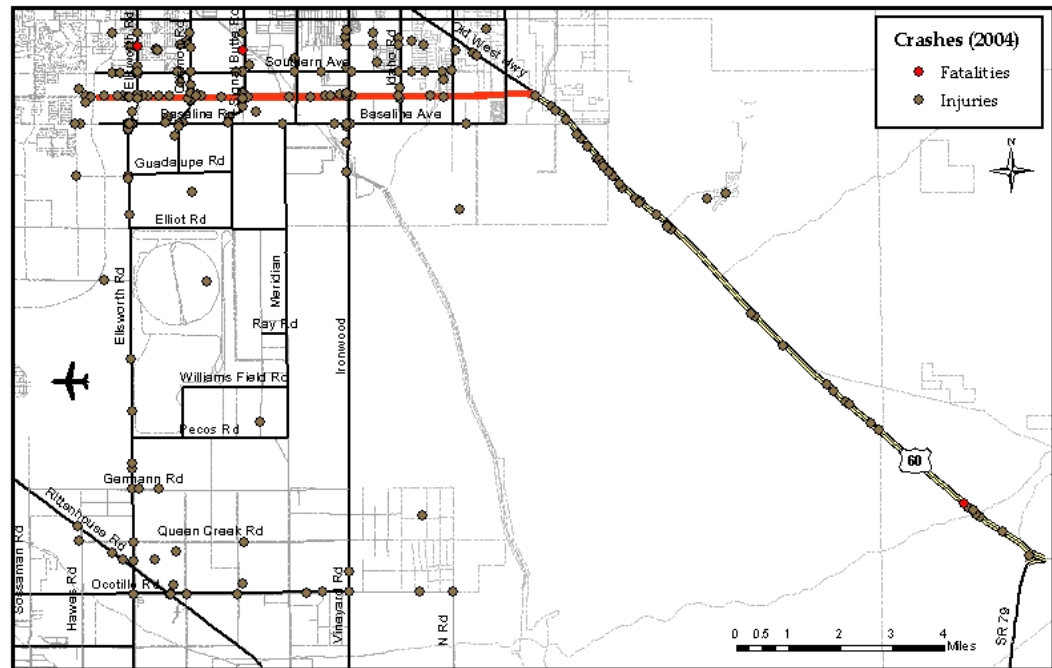 Crashes (2004)
Fatalities
Injuries
N
Old West Hwy
Ellsworth Rd
Signal Butte Rd
Idaho Rd
Southern Ave
Baseline Rd
Baseline Ave
Guadalupe Rd
Elliot Rd
Ellsworth Rd
Meridian
Ironwood
Ray Rd
Williams Field Rd
Pecos Rd
60
Germann Rd
Rittenhouse Rd
Queen Creek Rd
Sossaman Rd
Hawes Rd
Ocotillo Rd
Vineyard Rd
N Rd
SR 79
0 0.5 1 2 3 4
Miles